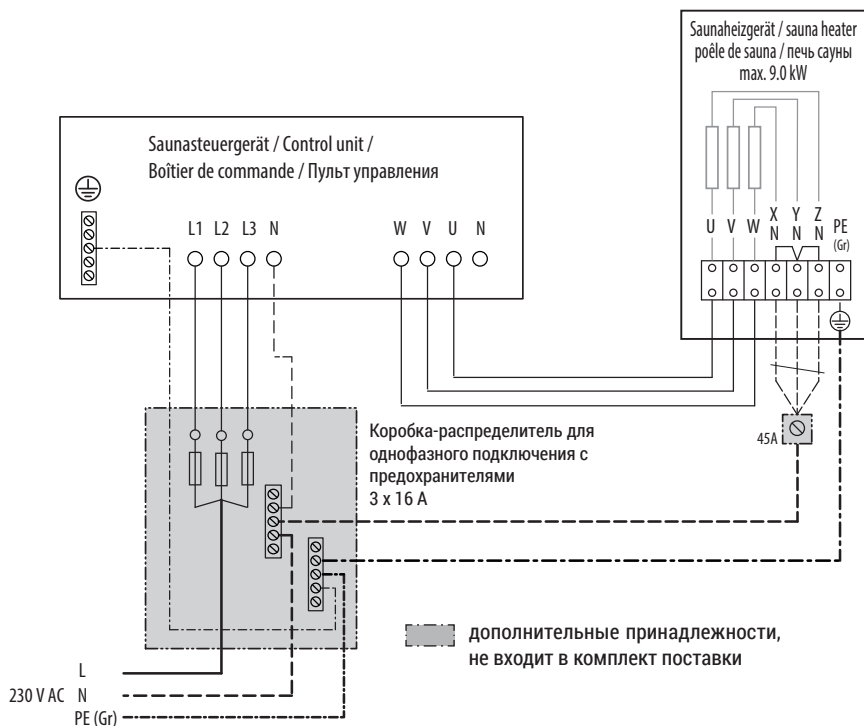 Saunaheizgerät / sauna heater
poêle de sauna / печь сауны
max. 9.0 kW
Saunasteuergerät / Control unit /
Boîtier de commande / Пульт управления
L1 L2 L3 N
W V U N
U V W X Y Z PE
N N N (Gr)
45A
Коробка-распределитель для
однофазного подключения с
предохранителями
3 x 16 A
дополнительные принадлежности,
не входит в комплект поставки
L
230 V AC N
PE (Gr)